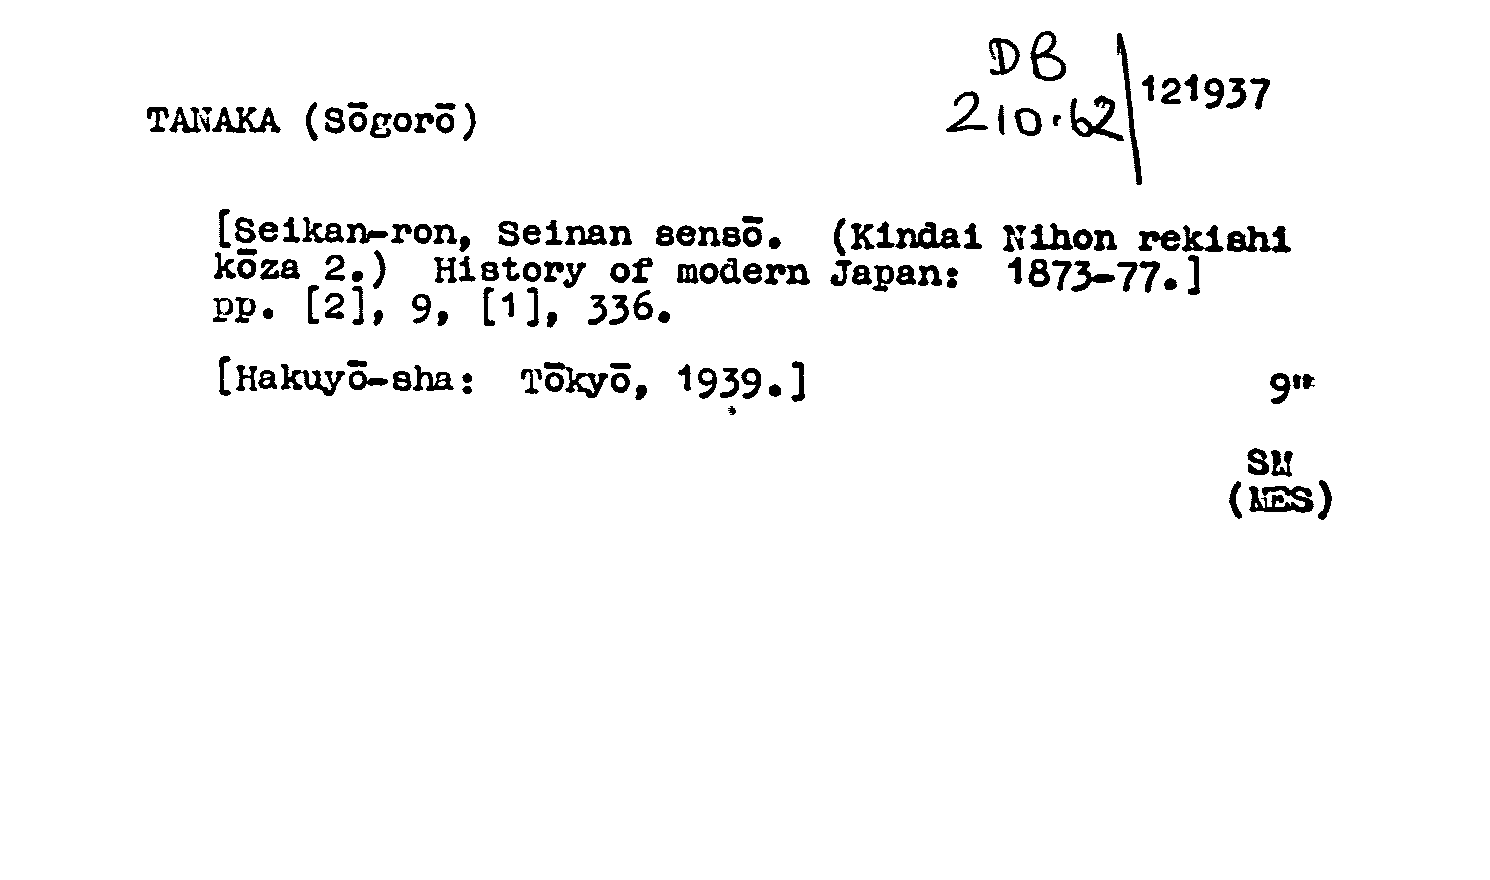 DB
210.62
121937
TANAKA (Sōgorō)
[Seikan-ron, Seinan sensō. (Kindai Nihon rekishi
kōza 2.) History of modern Japan: 1873-77.]
pp. [2], 9, [1], 336.
[Hakuyō-sha: Tōkyō, 1939.]
9"
SM
(NES)